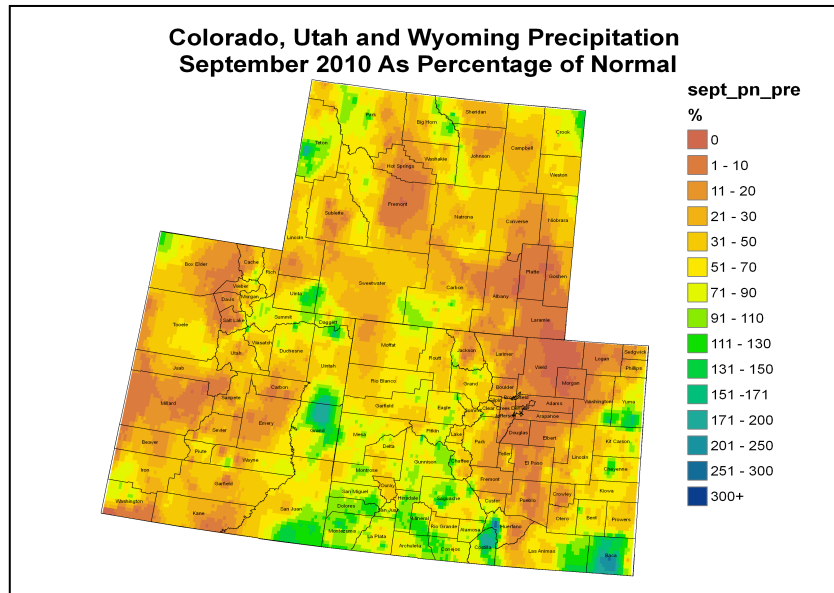 Colorado, Utah and Wyoming Precipitation
September 2010 As Percentage of Normal
sept_pn_pre
%
0
1 - 10
11 - 20
21 - 30
31 - 50
51 - 70
71 - 90
91 - 110
111 - 130
131 - 150
151 -171
171 - 200
201 - 250
251 - 300
300+
Sheridan
Park
Big Horn
Crook
Teton
Johnson
Campbell
Washakie
Hot Springs
Weston
Fremont
Sublette
Natrona
Converse
Niobrara
Lincoln
Platte
Goshen
Sweetwater
Carbon
Albany
Uinta
Laramie
Cache
Box Elder
Rich
Weber
Davis
Morgan
Salt Lake
Summit
Daggett
Tooele
Wasatch
Utah
Duchesne
Uintah
Juab
Carbon
Millard
Sanpete
Emery
Grand
Sevier
Beaver
Piute
Wayne
Iron
Garfield
Washington
Kane
San Juan
Moffat
Routt
Jackson
Larimer
Weld
Logan
Sedgwick
Phillips
Morgan
Grand
Boulder
Rio Blanco
Washington
Yuma
Adams
Clear Creek
Arapahoe
Garfield
Eagle
Douglas
Elbert
Kit Carson
Pitkin
Lake
Park
Mesa
Delta
Lincoln
Teller
Gunnison
Chaffee
El Paso
Cheyenne
Montrose
Fremont
Ouray
Kiowa
San Miguel
Crowley
Hinsdale
Saguache
Custer
Pueblo
Dolores
San Juan
Otero
Bent
Prowers
Mineral
Rio Grande
Alamosa
Huerfano
Montezuma
La Plata
Archuleta
Conejos
Costilla
Las Animas
Baca